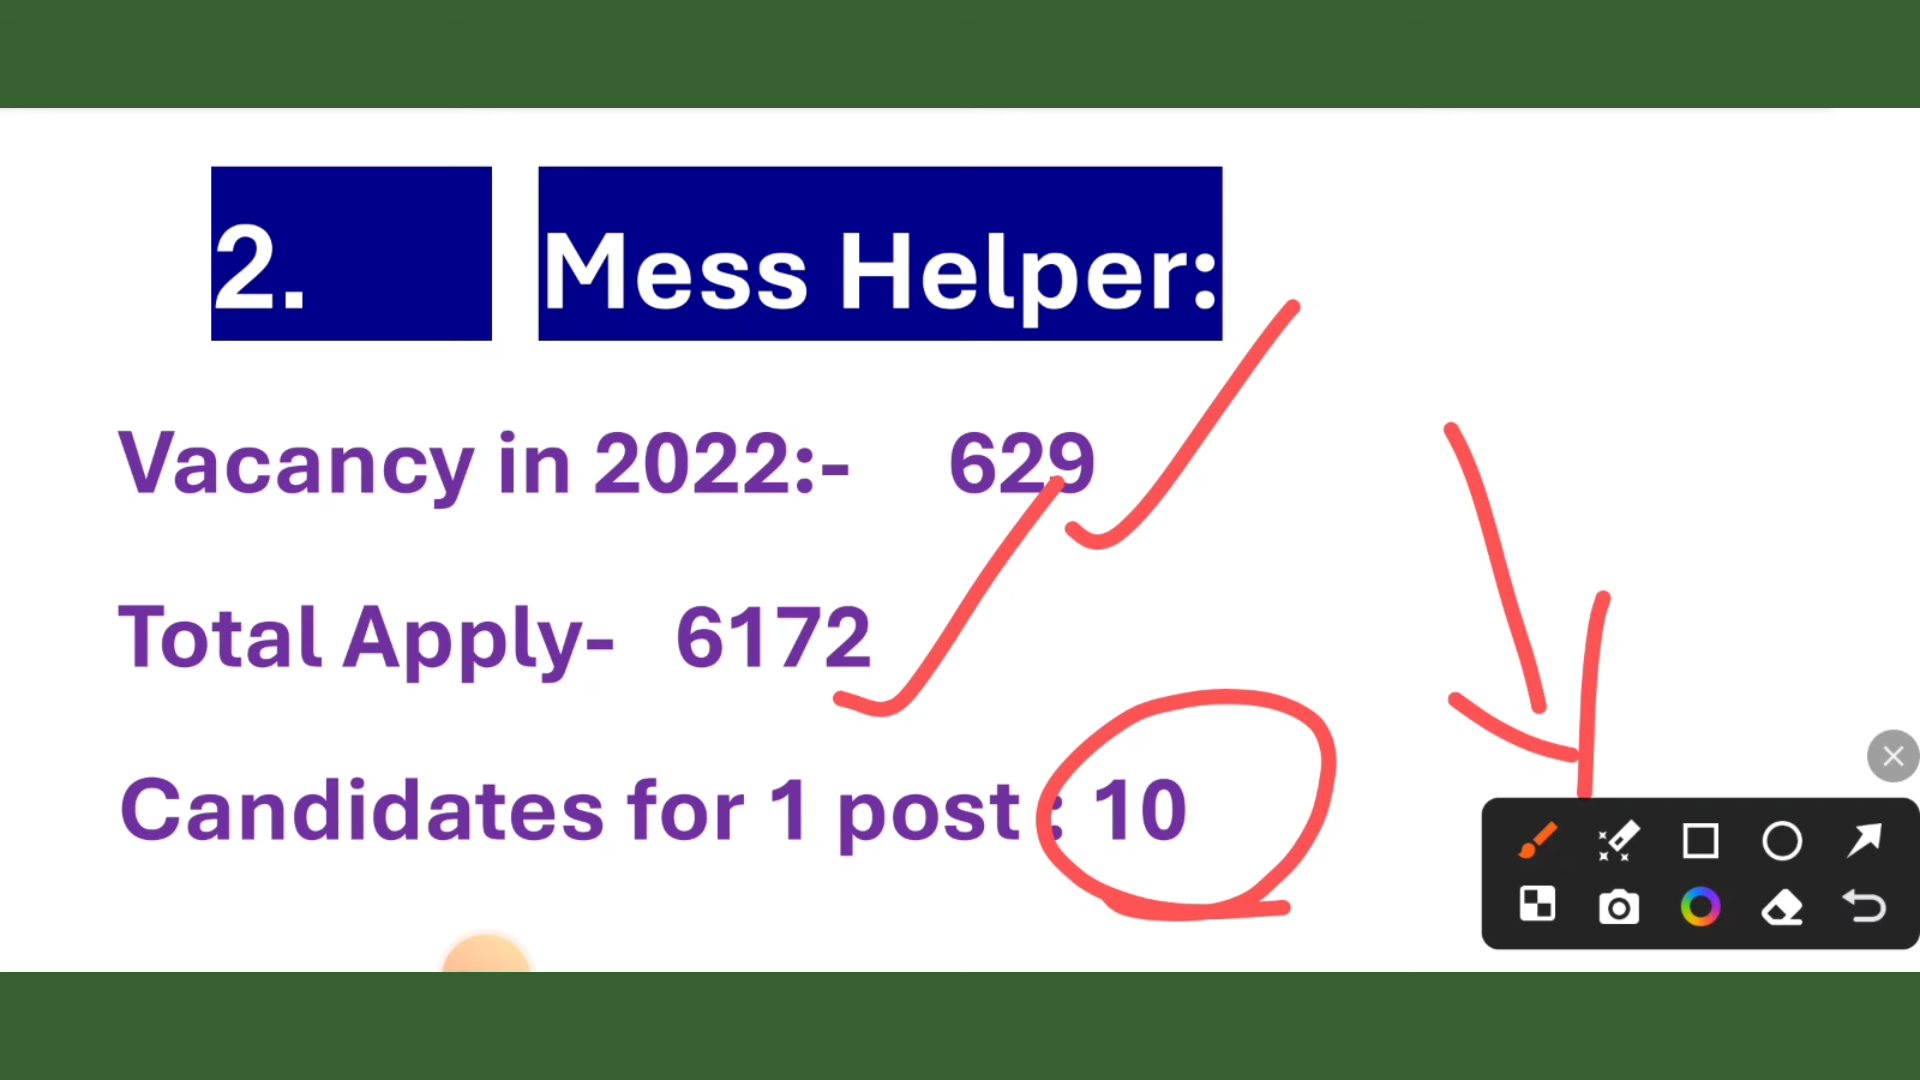 2. Mess Helper:
Vacancy in 2022:- 629
Total Apply- 6172
Candidates for 1 post : 10